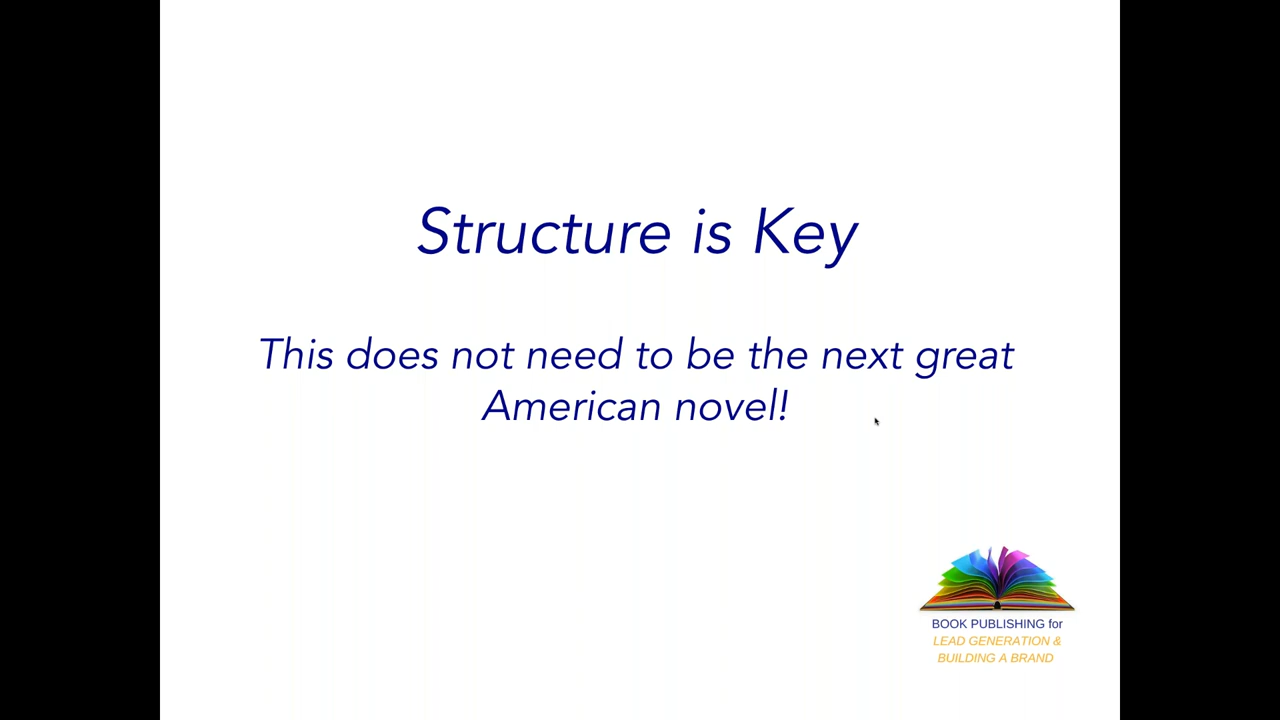 Structure is Key
This does not need to be the next great
American novel!
BOOK PUBLISHING for
LEAD GENERATION &
BUILDING A BRAND